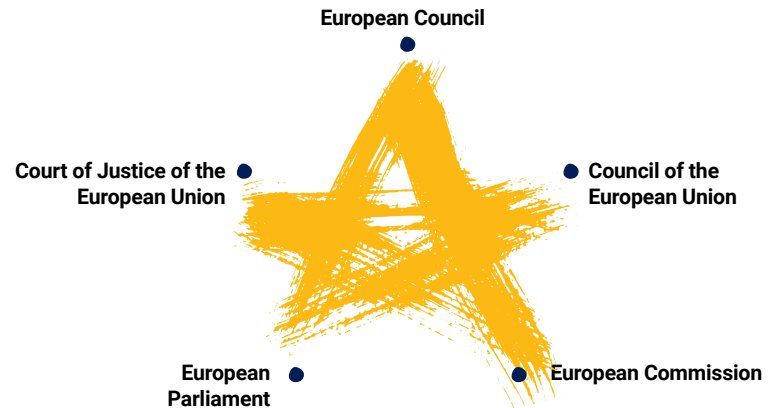 European Council
Court of Justice of the
European Union
Council of the
European Union
European
Parliament
European Commission